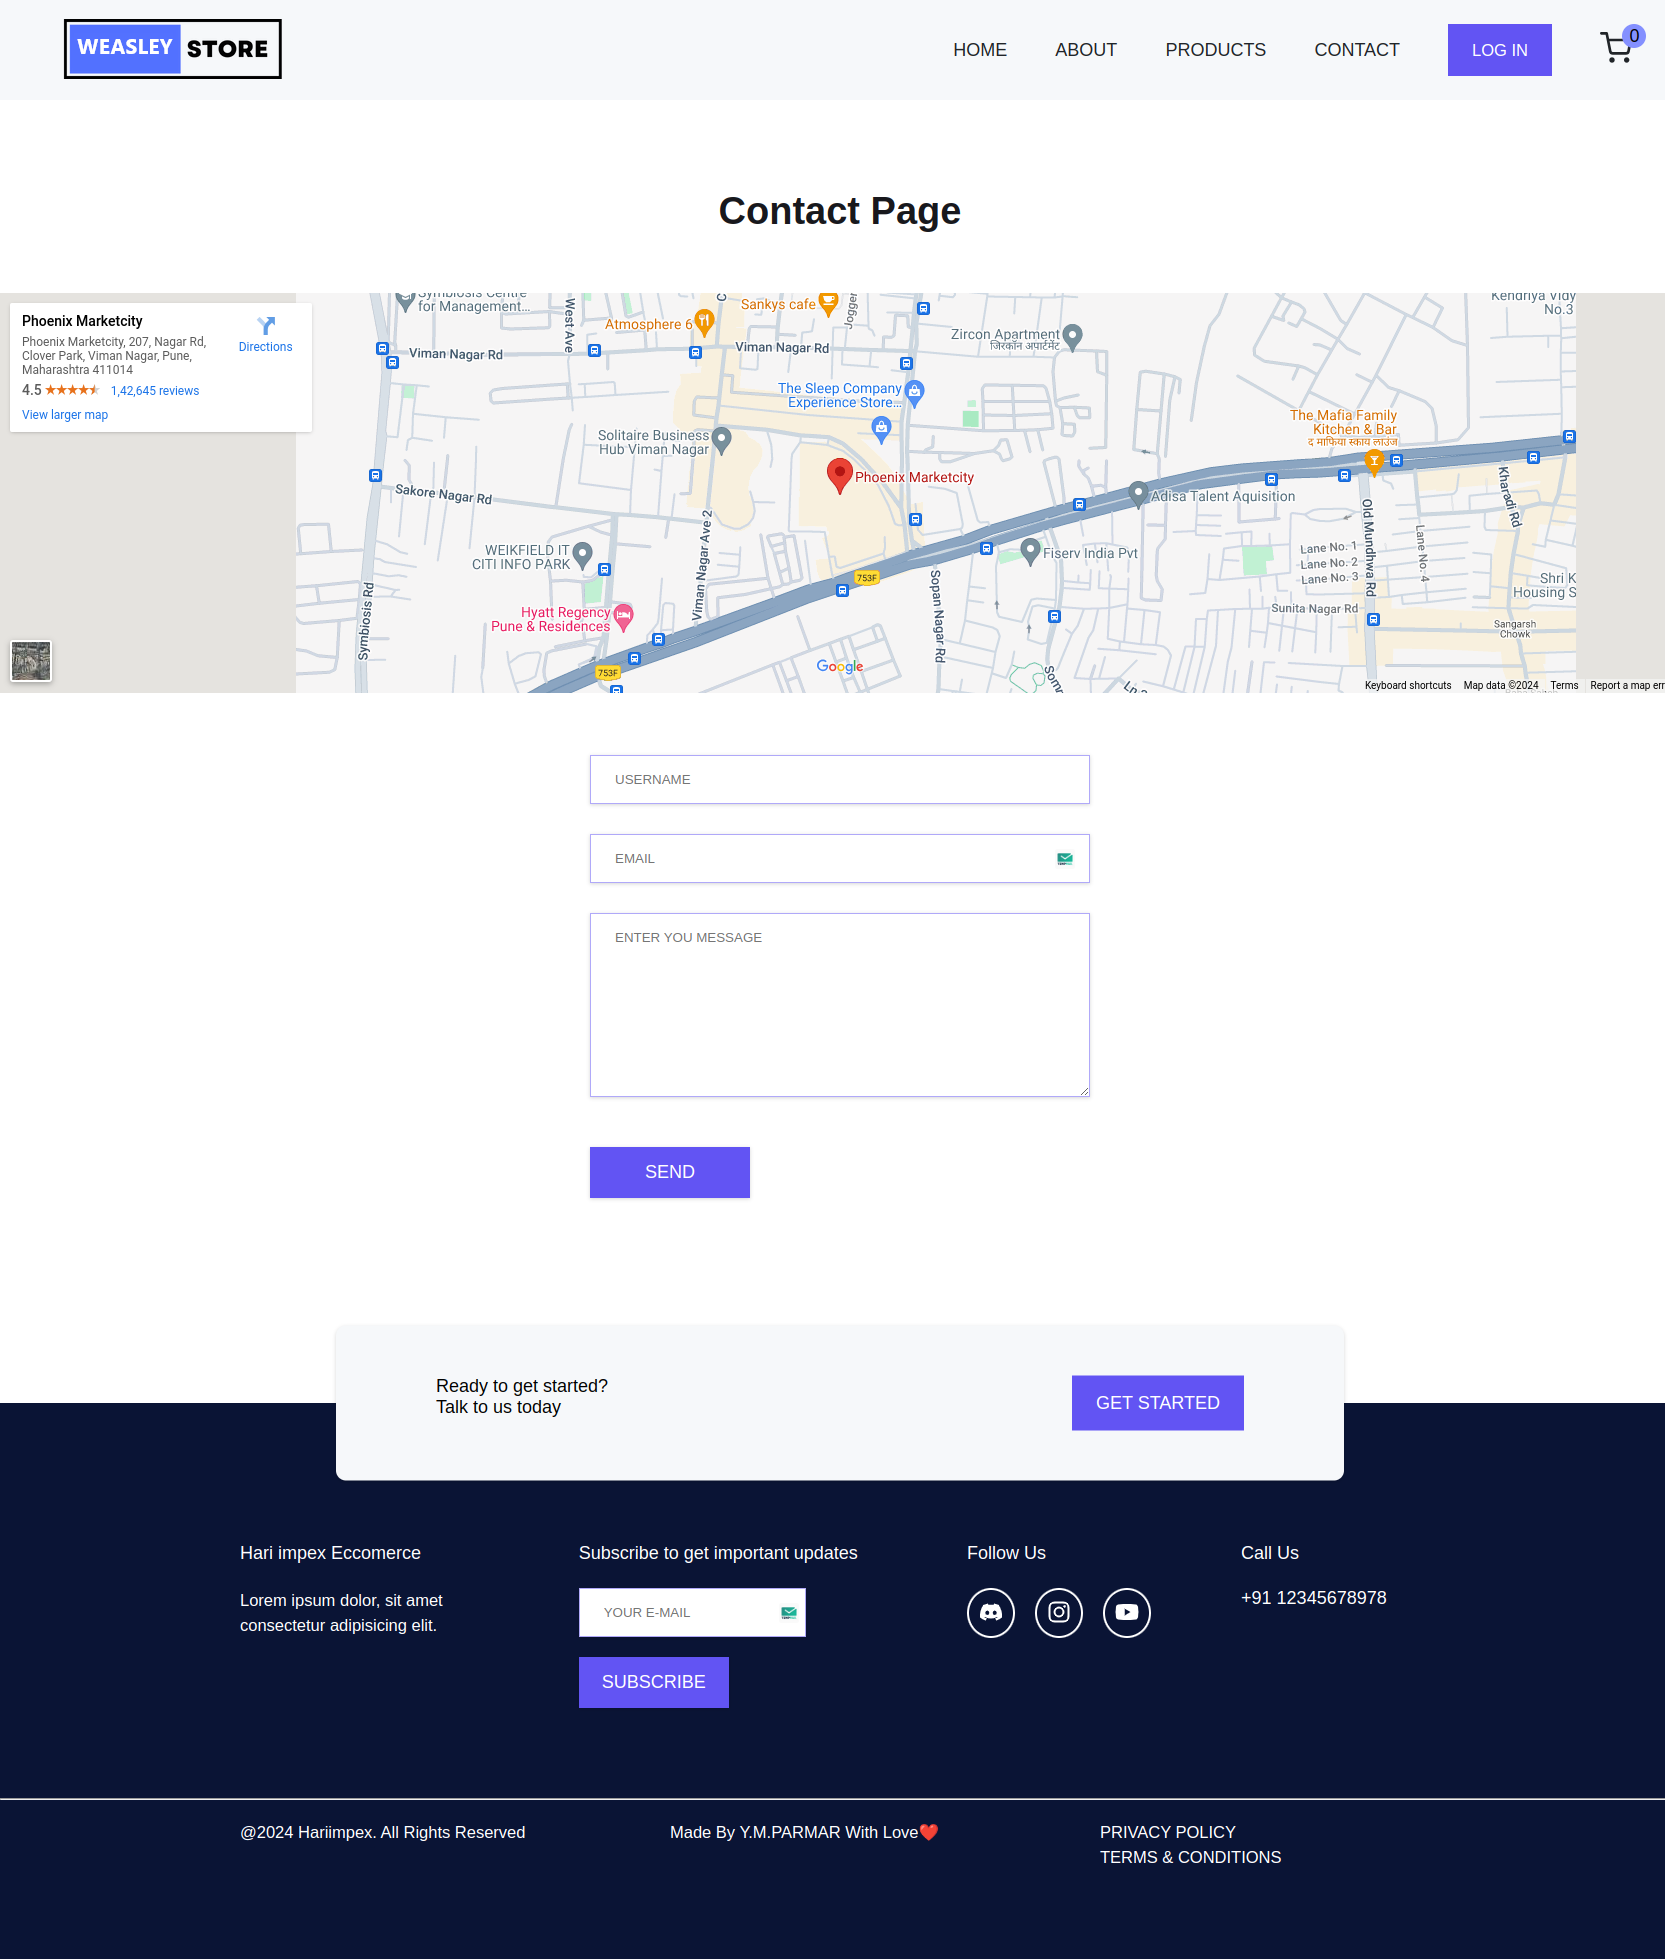 WEASLEY STORE
HOME
ABOUT
PRODUCTS
CONTACT
LOG IN
0
Contact Page
Phoenix Marketcity
Phoenix Marketcity, 207, Nagar Rd,
Clover Park, Viman Nagar, Pune,
Maharashtra 411014
Directions
4.5
1,42,645 reviews
View larger map
Symbiosis Centre
for Management...
West Ave
Atmosphere 6
Sankys cafe
Jogger
Viman Nagar Rd
Viman Nagar Rd
Zircon Apartment
जिरकॉन अपार्टमेंट
Kendriya Vidy
No.3
The Sleep Company
Experience Store...
Solitaire Business
Hub Viman Nagar
The Mafia Family
Kitchen & Bar
द माफिया स्काय लाउंज
Phoenix Marketcity
Sakore Nagar Rd
Adisa Talent Aquisition
Kharadi Rd
Old Mundhwa Rd
Viman Nagar Ave 2
WEIKFIELD IT
CITI INFO PARK
Fiserv India Pvt
Lane No. 1
Lane No. 2
Lane No. 3
Lane No. 4
753F
Shri K
Housing S
Symbiosis Rd
Sopan Nagar Rd
Hyatt Regency
Pune & Residences
Sunita Nagar Rd
Sangarsh
Chowk
753F
Google
Keyboard shortcuts
Map data ©2024
Terms
Report a map err
USERNAME
EMAIL
ENTER YOU MESSAGE
SEND
Ready to get started?
Talk to us today
GET STARTED
Hari impex Eccomerce
Lorem ipsum dolor, sit amet
consectetur adipisicing elit.
Subscribe to get important updates
YOUR E-MAIL
SUBSCRIBE
Follow Us
Call Us
+91 12345678978
@2024 Hariimpex. All Rights Reserved
Made By Y.M.PARMAR With Love❤️
PRIVACY POLICY
TERMS & CONDITIONS